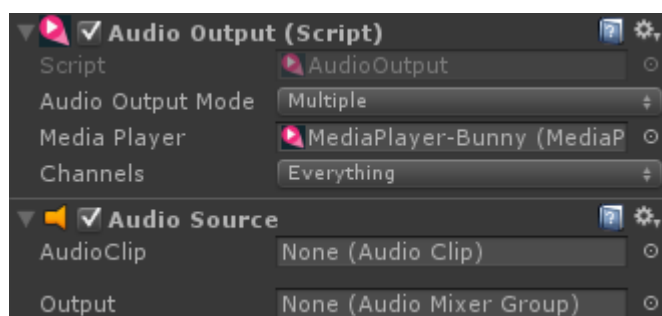 Audio Output (Script)
Script AudioOutput
Audio Output Mode Multiple
Media Player MediaPlayer-Bunny (MediaP
Channels Everything
Audio Source
AudioClip None (Audio Clip)
Output None (Audio Mixer Group)